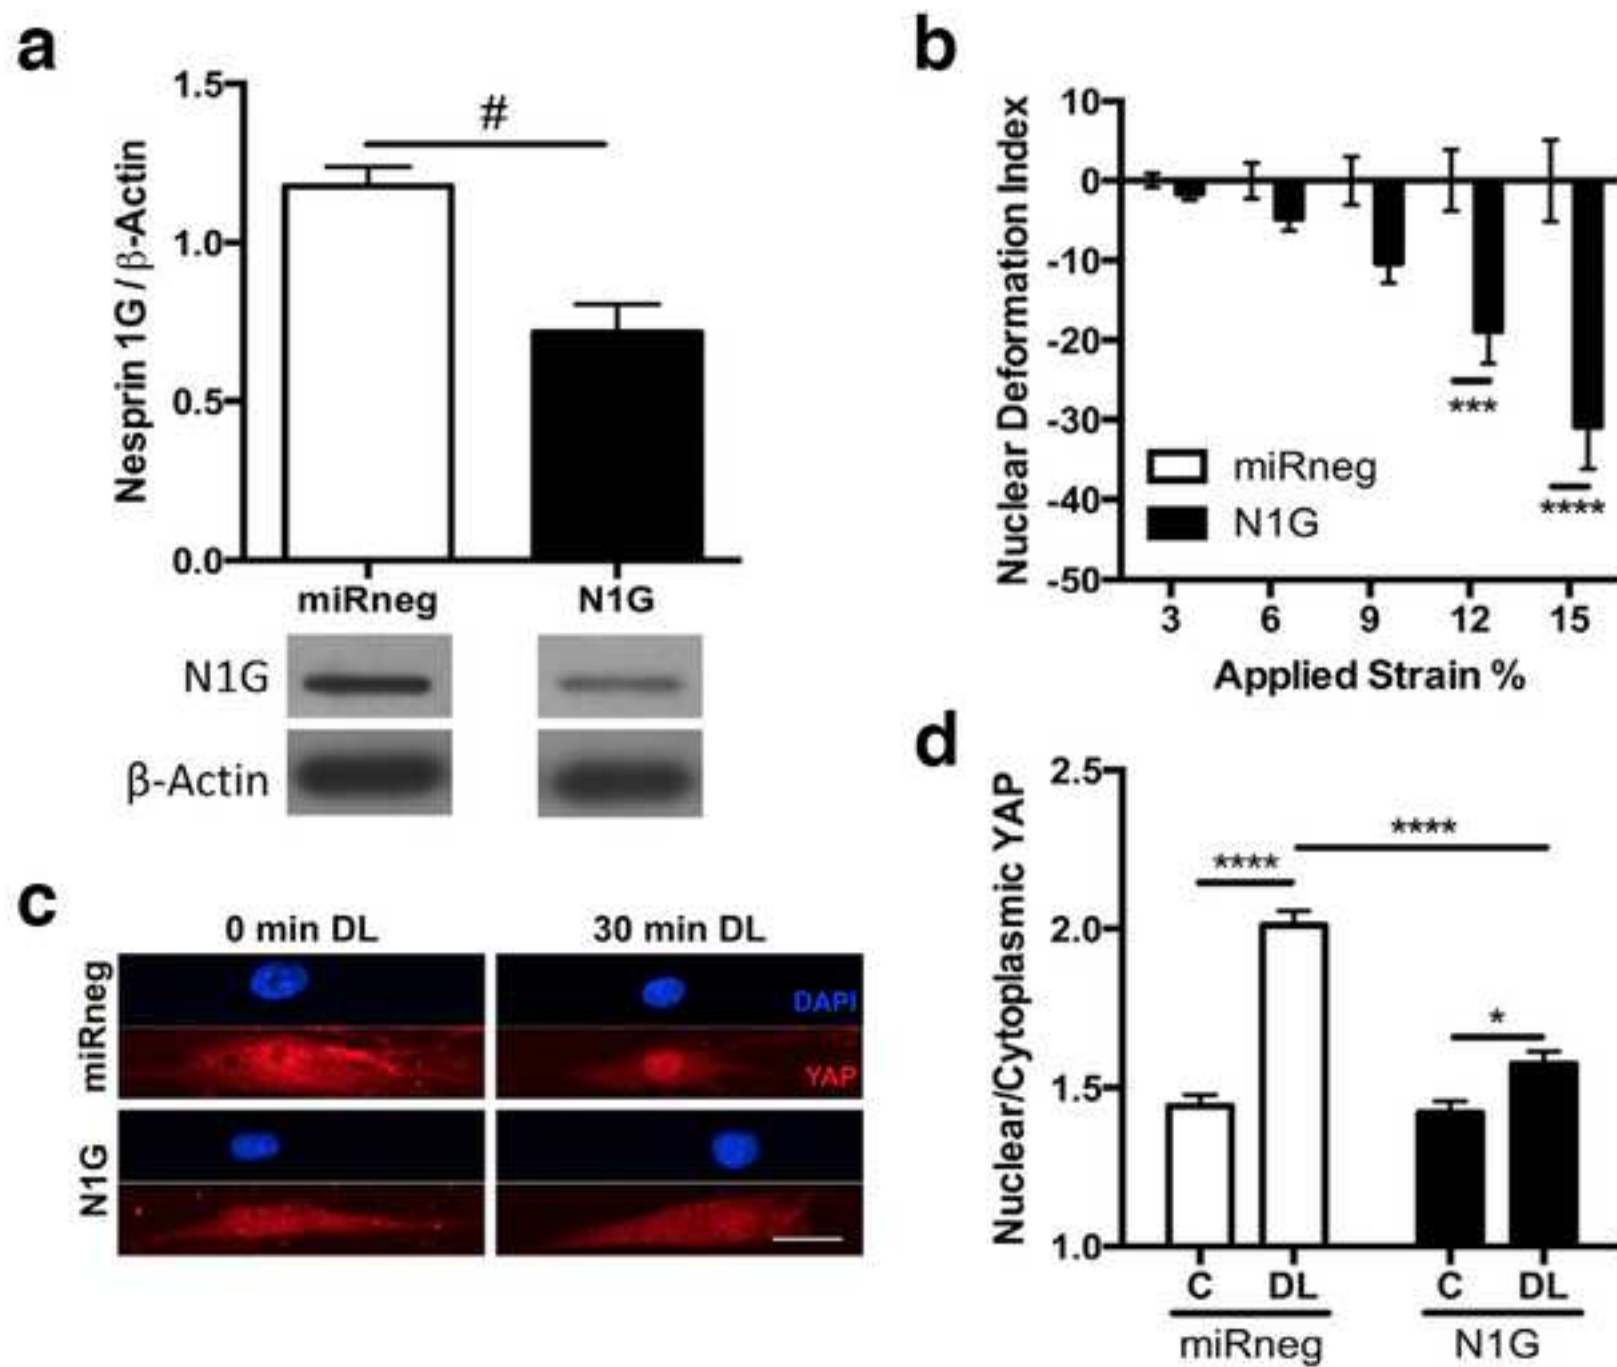 a
1.5
1.0
0.5
0.0
Nesprin 1G / β-Actin
#
miRneg N1G
N1G
β-Actin
b
10
0
-10
-20
-30
-40
-50
Nuclear Deformation Index
***
****
miRneg
N1G
3 6 9 12 15
Applied Strain %
c
0 min DL 30 min DL
miRneg
DAPI
YAP
N1G
d
2.5
2.0
1.5
1.0
Nuclear/Cytoplasmic YAP
****
****
*
C DL C DL
miRneg N1G